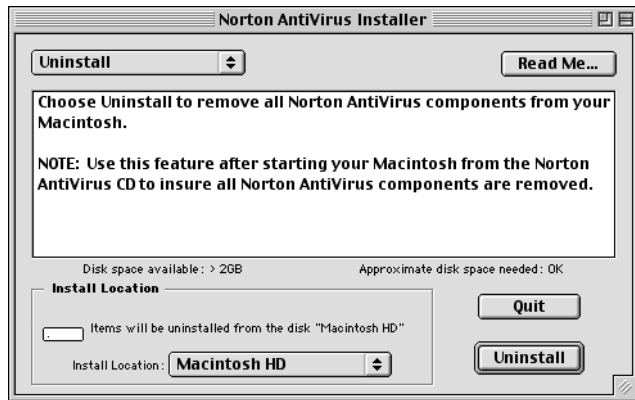 Norton AntiVirus Installer
Uninstall
Read Me...
Choose Uninstall to remove all Norton AntiVirus components from your
Macintosh.
NOTE: Use this feature after starting your Macintosh from the Norton
AntiVirus CD to insure all Norton AntiVirus components are removed.
Disk space available: > 2GB
Approximate disk space needed: 0K
Install Location
Items will be uninstalled from the disk "Macintosh HD"
Install Location: Macintosh HD
Quit
Uninstall